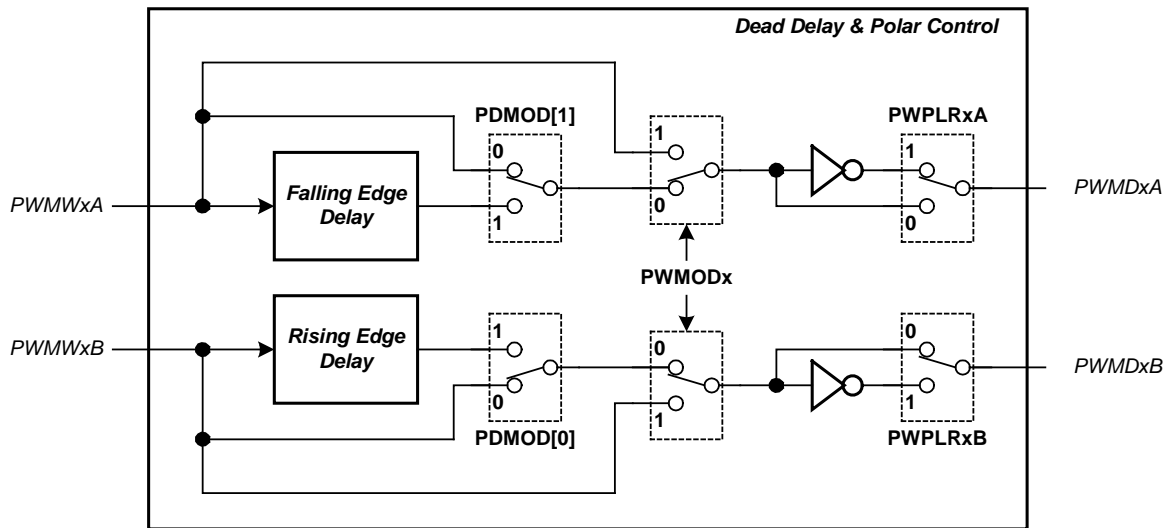 Dead Delay & Polar Control
PDMOD[1]
PWPLRxA
1
0
1
0
Falling Edge
Delay
PWMWxA
PWMDxA
1
0
0
PWMODx
Rising Edge
Delay
PWMWxB
PWMDxB
1
0
0
0
1
1
PDMOD[0]
PWPLRxB